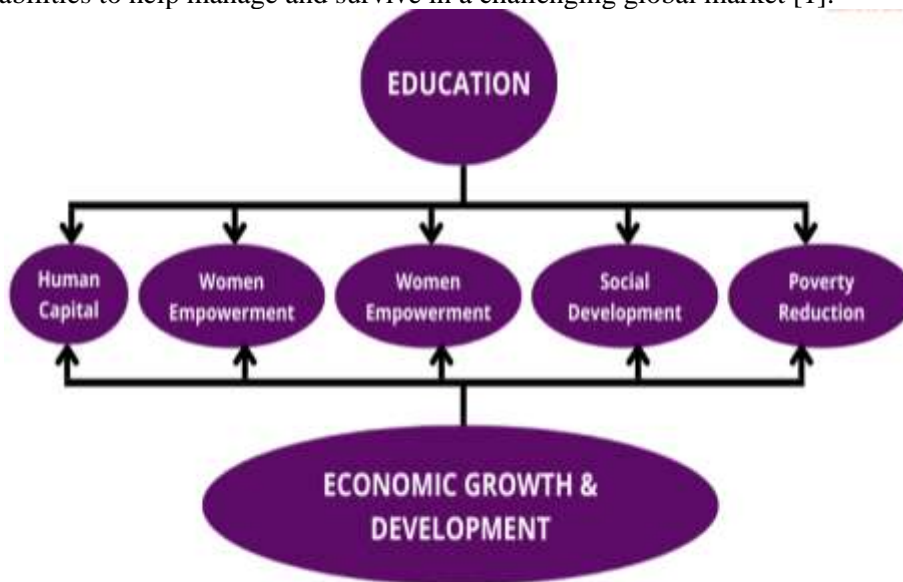 abilities to help manage and survive in a challenging global market [1].
EDUCATION
Human
Capital
Women
Empowerment
Women
Empowerment
Social
Development
Poverty
Reduction
ECONOMIC GROWTH &
DEVELOPMENT